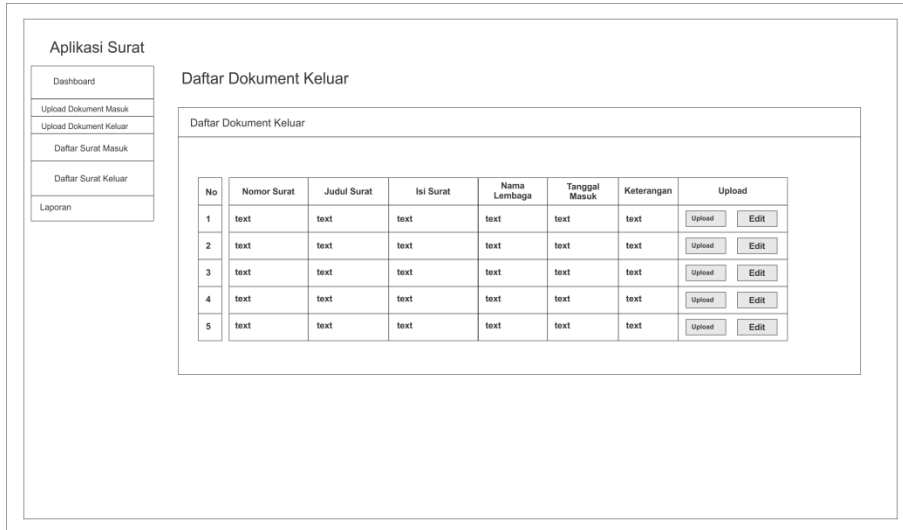 Aplikasi Surat
Dashboard
Upload Dokument Masuk
Upload Dokument Keluar
Daftar Surat Masuk
Daftar Surat Keluar
Laporan
Daftar Dokument Keluar
Daftar Dokument Keluar
No Nomor Surat Judul Surat Isi Surat Nama Lembaga Tanggal Masuk Keterangan Upload
1 text text text text text text Upload Edit
2 text text text text text text Upload Edit
3 text text text text text text Upload Edit
4 text text text text text text Upload Edit
5 text text text text text text Upload Edit